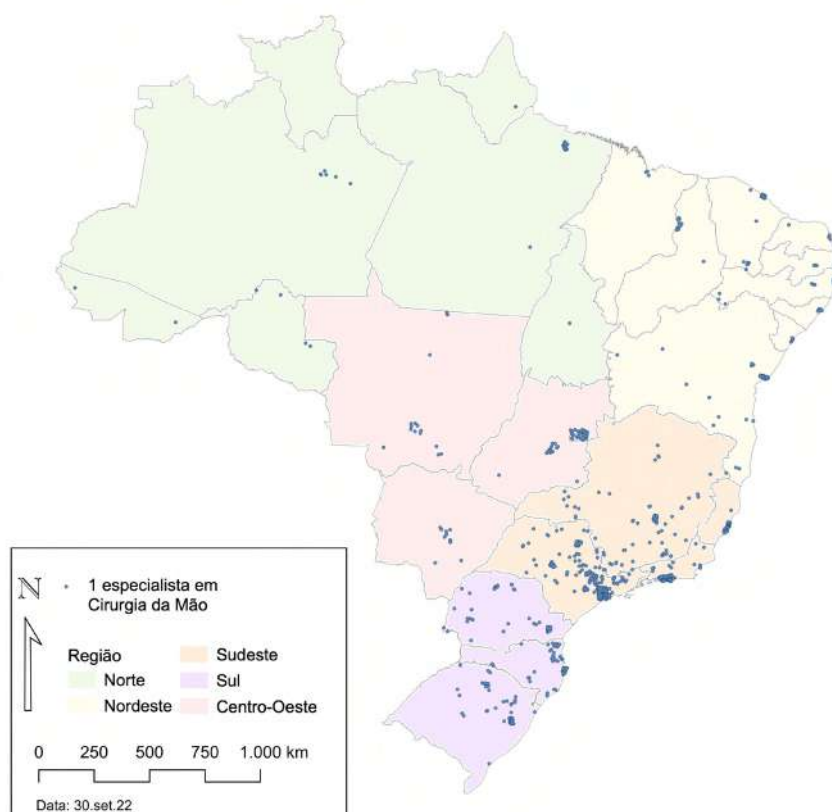 N
1 especialista em
Cirurgia da Mão
Região
Norte
Nordeste
Sudeste
Sul
Centro-Oeste
0 250 500 750 1.000 km
Data: 30.set.22